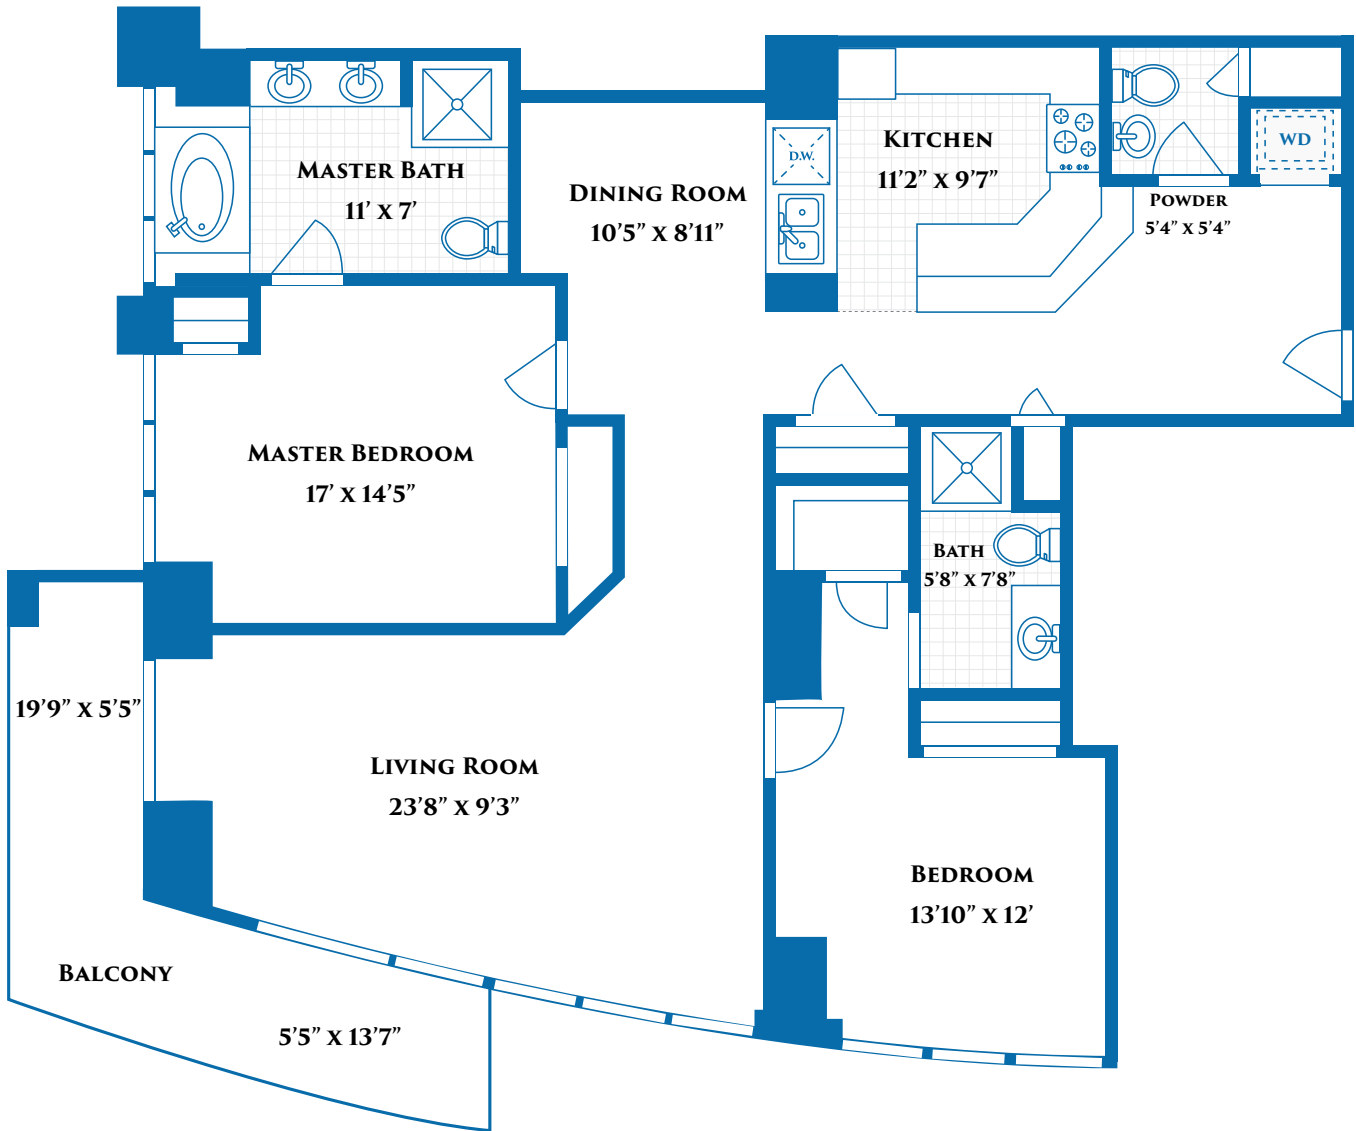 Master Bath
11' x 7'
Dining Room
10'5" x 8'11"
D.W.
Kitchen
11'2" x 9'7"
WD
Powder
5'4" x 5'4"
Master Bedroom
17' x 14'5"
Bath
5'8" x 7'8"
19'9" x 5'5"
Living Room
23'8" x 9'3"
Bedroom
13'10" x 12'
Balcony
5'5" x 13'7"